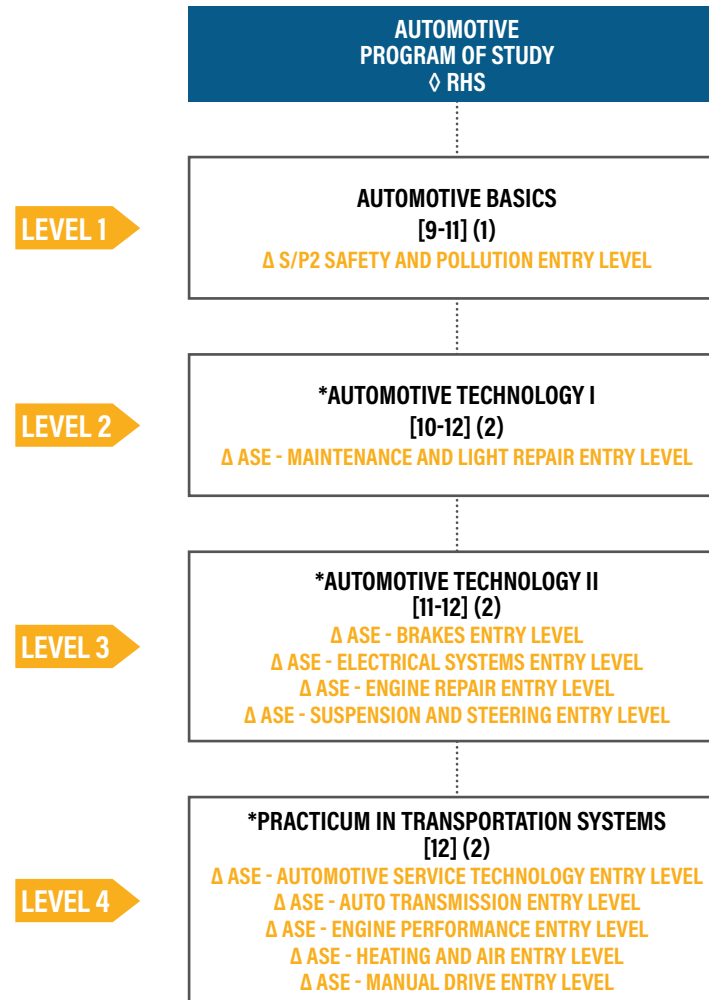 AUTOMOTIVE
PROGRAM OF STUDY
◊ RHS
LEVEL 1
AUTOMOTIVE BASICS
[9-11] (1)
Δ S/P2 SAFETY AND POLLUTION ENTRY LEVEL
LEVEL 2
*AUTOMOTIVE TECHNOLOGY I
[10-12] (2)
Δ ASE - MAINTENANCE AND LIGHT REPAIR ENTRY LEVEL
LEVEL 3
*AUTOMOTIVE TECHNOLOGY II
[11-12] (2)
Δ ASE - BRAKES ENTRY LEVEL
Δ ASE - ELECTRICAL SYSTEMS ENTRY LEVEL
Δ ASE - ENGINE REPAIR ENTRY LEVEL
Δ ASE - SUSPENSION AND STEERING ENTRY LEVEL
LEVEL 4
*PRACTICUM IN TRANSPORTATION SYSTEMS
[12] (2)
Δ ASE - AUTOMOTIVE SERVICE TECHNOLOGY ENTRY LEVEL
Δ ASE - AUTO TRANSMISSION ENTRY LEVEL
Δ ASE - ENGINE PERFORMANCE ENTRY LEVEL
Δ ASE - HEATING AND AIR ENTRY LEVEL
Δ ASE - MANUAL DRIVE ENTRY LEVEL